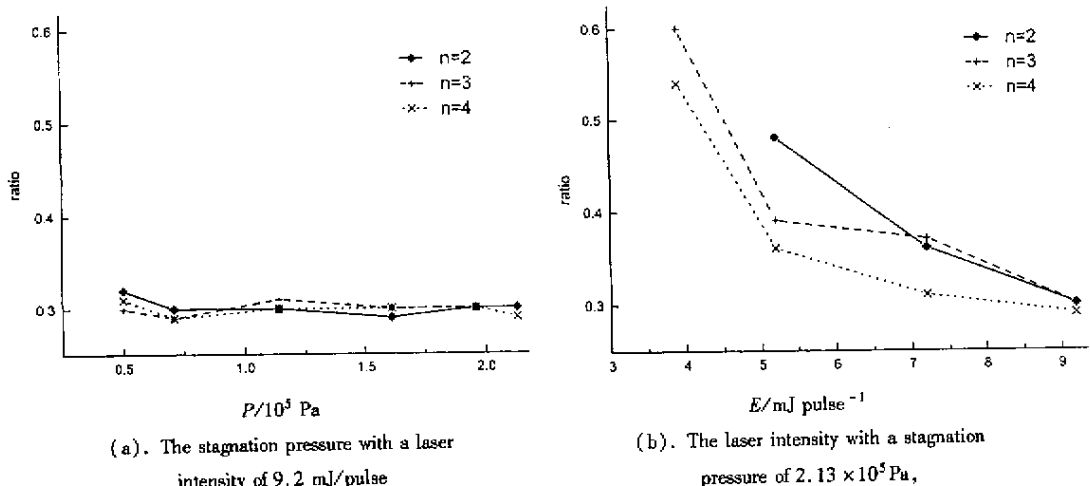 0.6
0.5
0.4
0.3
ratio
n=2
n=3
n=4
0.5 1.0 1.5 2.0
P/10⁵ Pa
(a). The stagnation pressure with a laser
intensity of 9.2 mJ/pulse
0.6
0.5
0.4
0.3
ratio
n=2
n=3
n=4
3 4 5 6 7 8 9
E/mJ pulse⁻¹
(b). The laser intensity with a stagnation
pressure of 2.13 ×10⁵Pa,